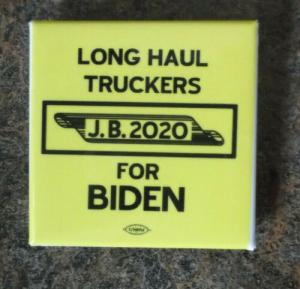 LONG HAUL
TRUCKERS
J.B. 2020
FOR
BIDEN